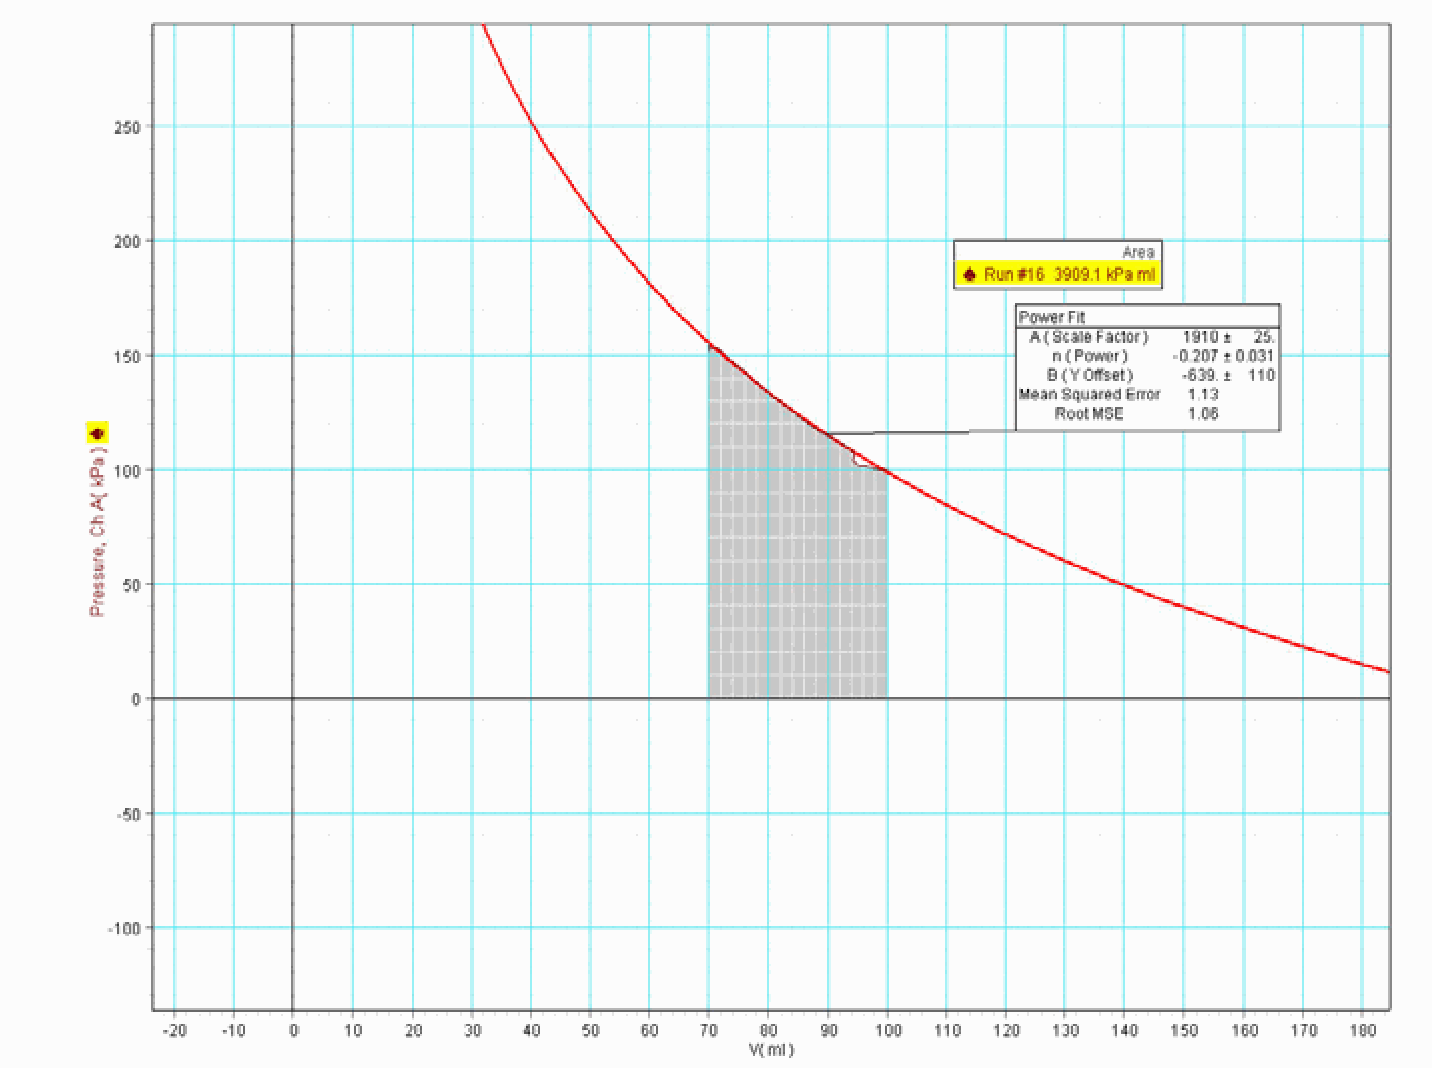 250
200
150
100
50
0
-50
-100
Pressure, Ch A( kPa )
Area
Run #16 3909.1 kPa ml
Power Fit
A ( Scale Factor ) 1910 ± 25.
n ( Power ) -0.207 ± 0.031
B ( Y Offset ) -639. ± 110
Mean Squared Error 1.13
Root MSE 1.06
-20 -10 0 10 20 30 40 50 60 70 80 90 100 110 120 130 140 150 160 170 180
V( ml )